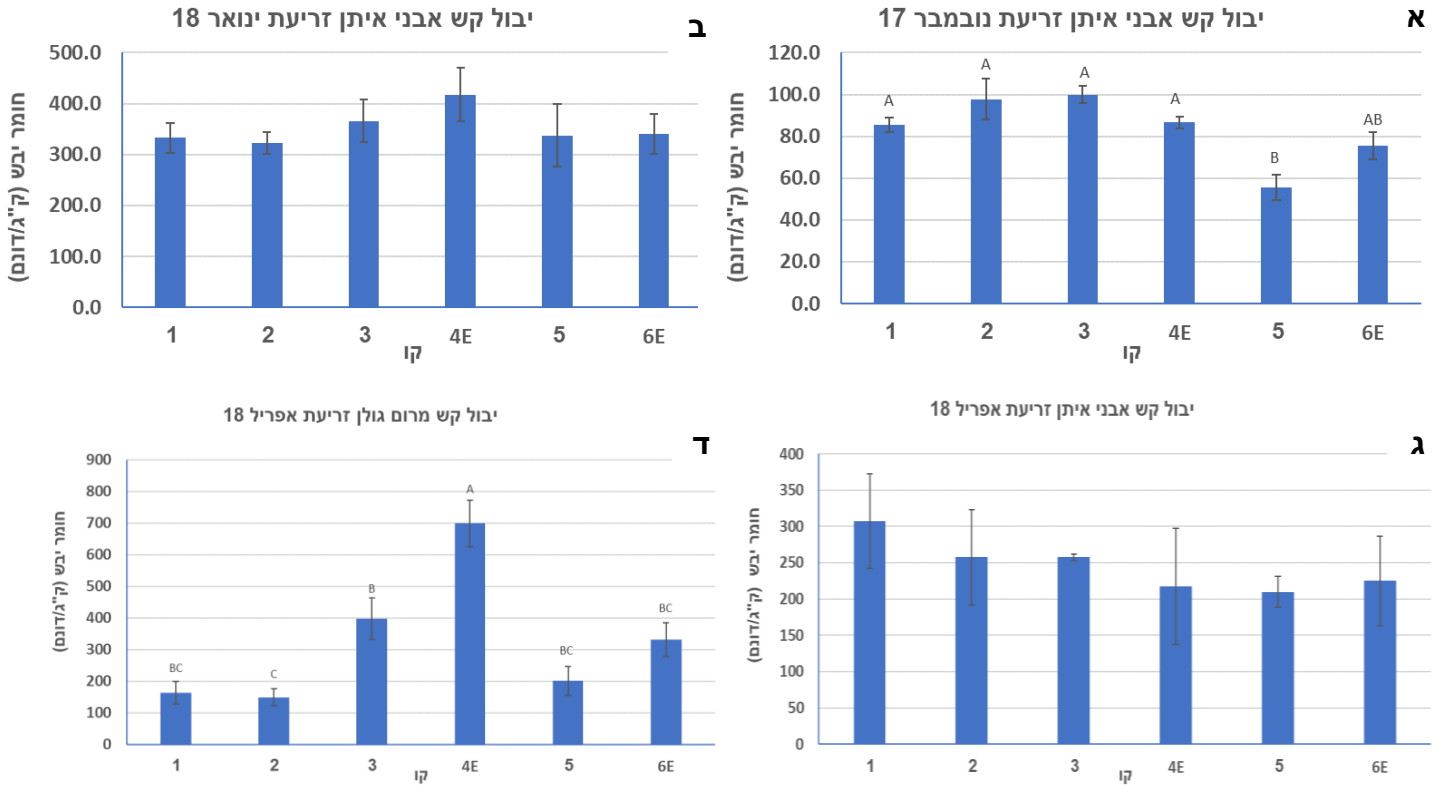 א
יבול קש אבני איתן זריעת נובמבר 17
חומר יבש (ק"ג/דונם)
120.0
100.0
80.0
60.0
40.0
20.0
0.0
A A A A B AB
1 2 3 4E 5 6E
קו
ב
יבול קש אבני איתן זריעת ינואר 18
חומר יבש (ק"ג/דונם)
500.0
400.0
300.0
200.0
100.0
0.0
1 2 3 4E 5 6E
קו
ג
יבול קש אבני איתן זריעת אפריל 18
חומר יבש (ק"ג/דונם)
400
350
300
250
200
150
100
50
0
1 2 3 4E 5 6E
קו
ד
יבול קש מרום גולן זריעת אפריל 18
חומר יבש (ק"ג/דונם)
900
800
700
600
500
400
300
200
100
0
BC C B A BC BC
1 2 3 4E 5 6E
קו